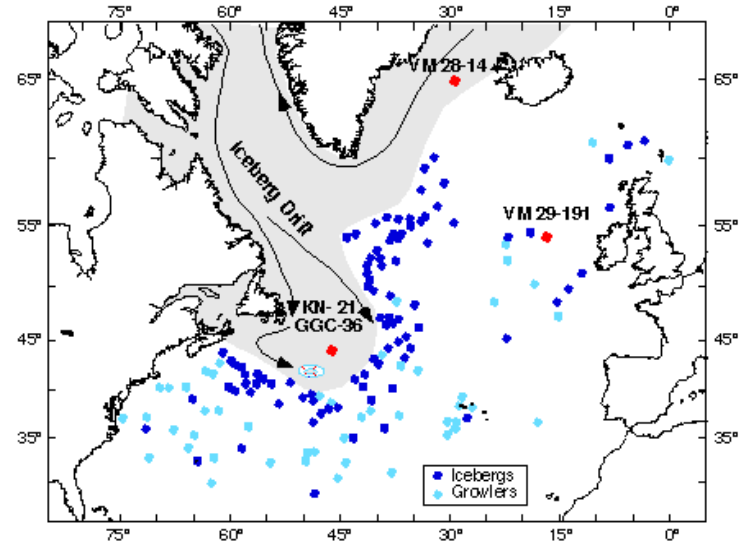 75° 60° 45° 30° 15° 0°
65° 65°
VM 28-14
Iceberg Drift
VM 29-191
55° 55°
KN- 21
GGC-36
45° 45°
35° 35°
Icebergs
Growlers
75° 60° 45° 30° 15° 0°